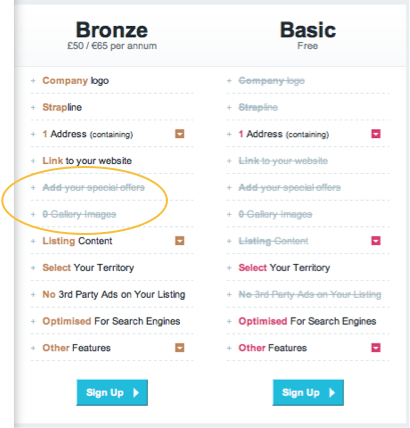 Bronze
£50 / €65 per annum
+ Company logo
+ Strapline
+ 1 Address (containing)
+ Link to your website
+ Add your special offers
+ 0 Gallery Images
+ Listing Content
+ Select Your Territory
+ No 3rd Party Ads on Your Listing
+ Optimised For Search Engines
+ Other Features
Sign Up
Basic
Free
+ Company logo
+ Strapline
+ 1 Address (containing)
+ Link to your website
+ Add your special offers
+ 0 Gallery Images
+ Listing Content
+ Select Your Territory
+ No 3rd Party Ads on Your Listing
+ Optimised For Search Engines
+ Other Features
Sign Up